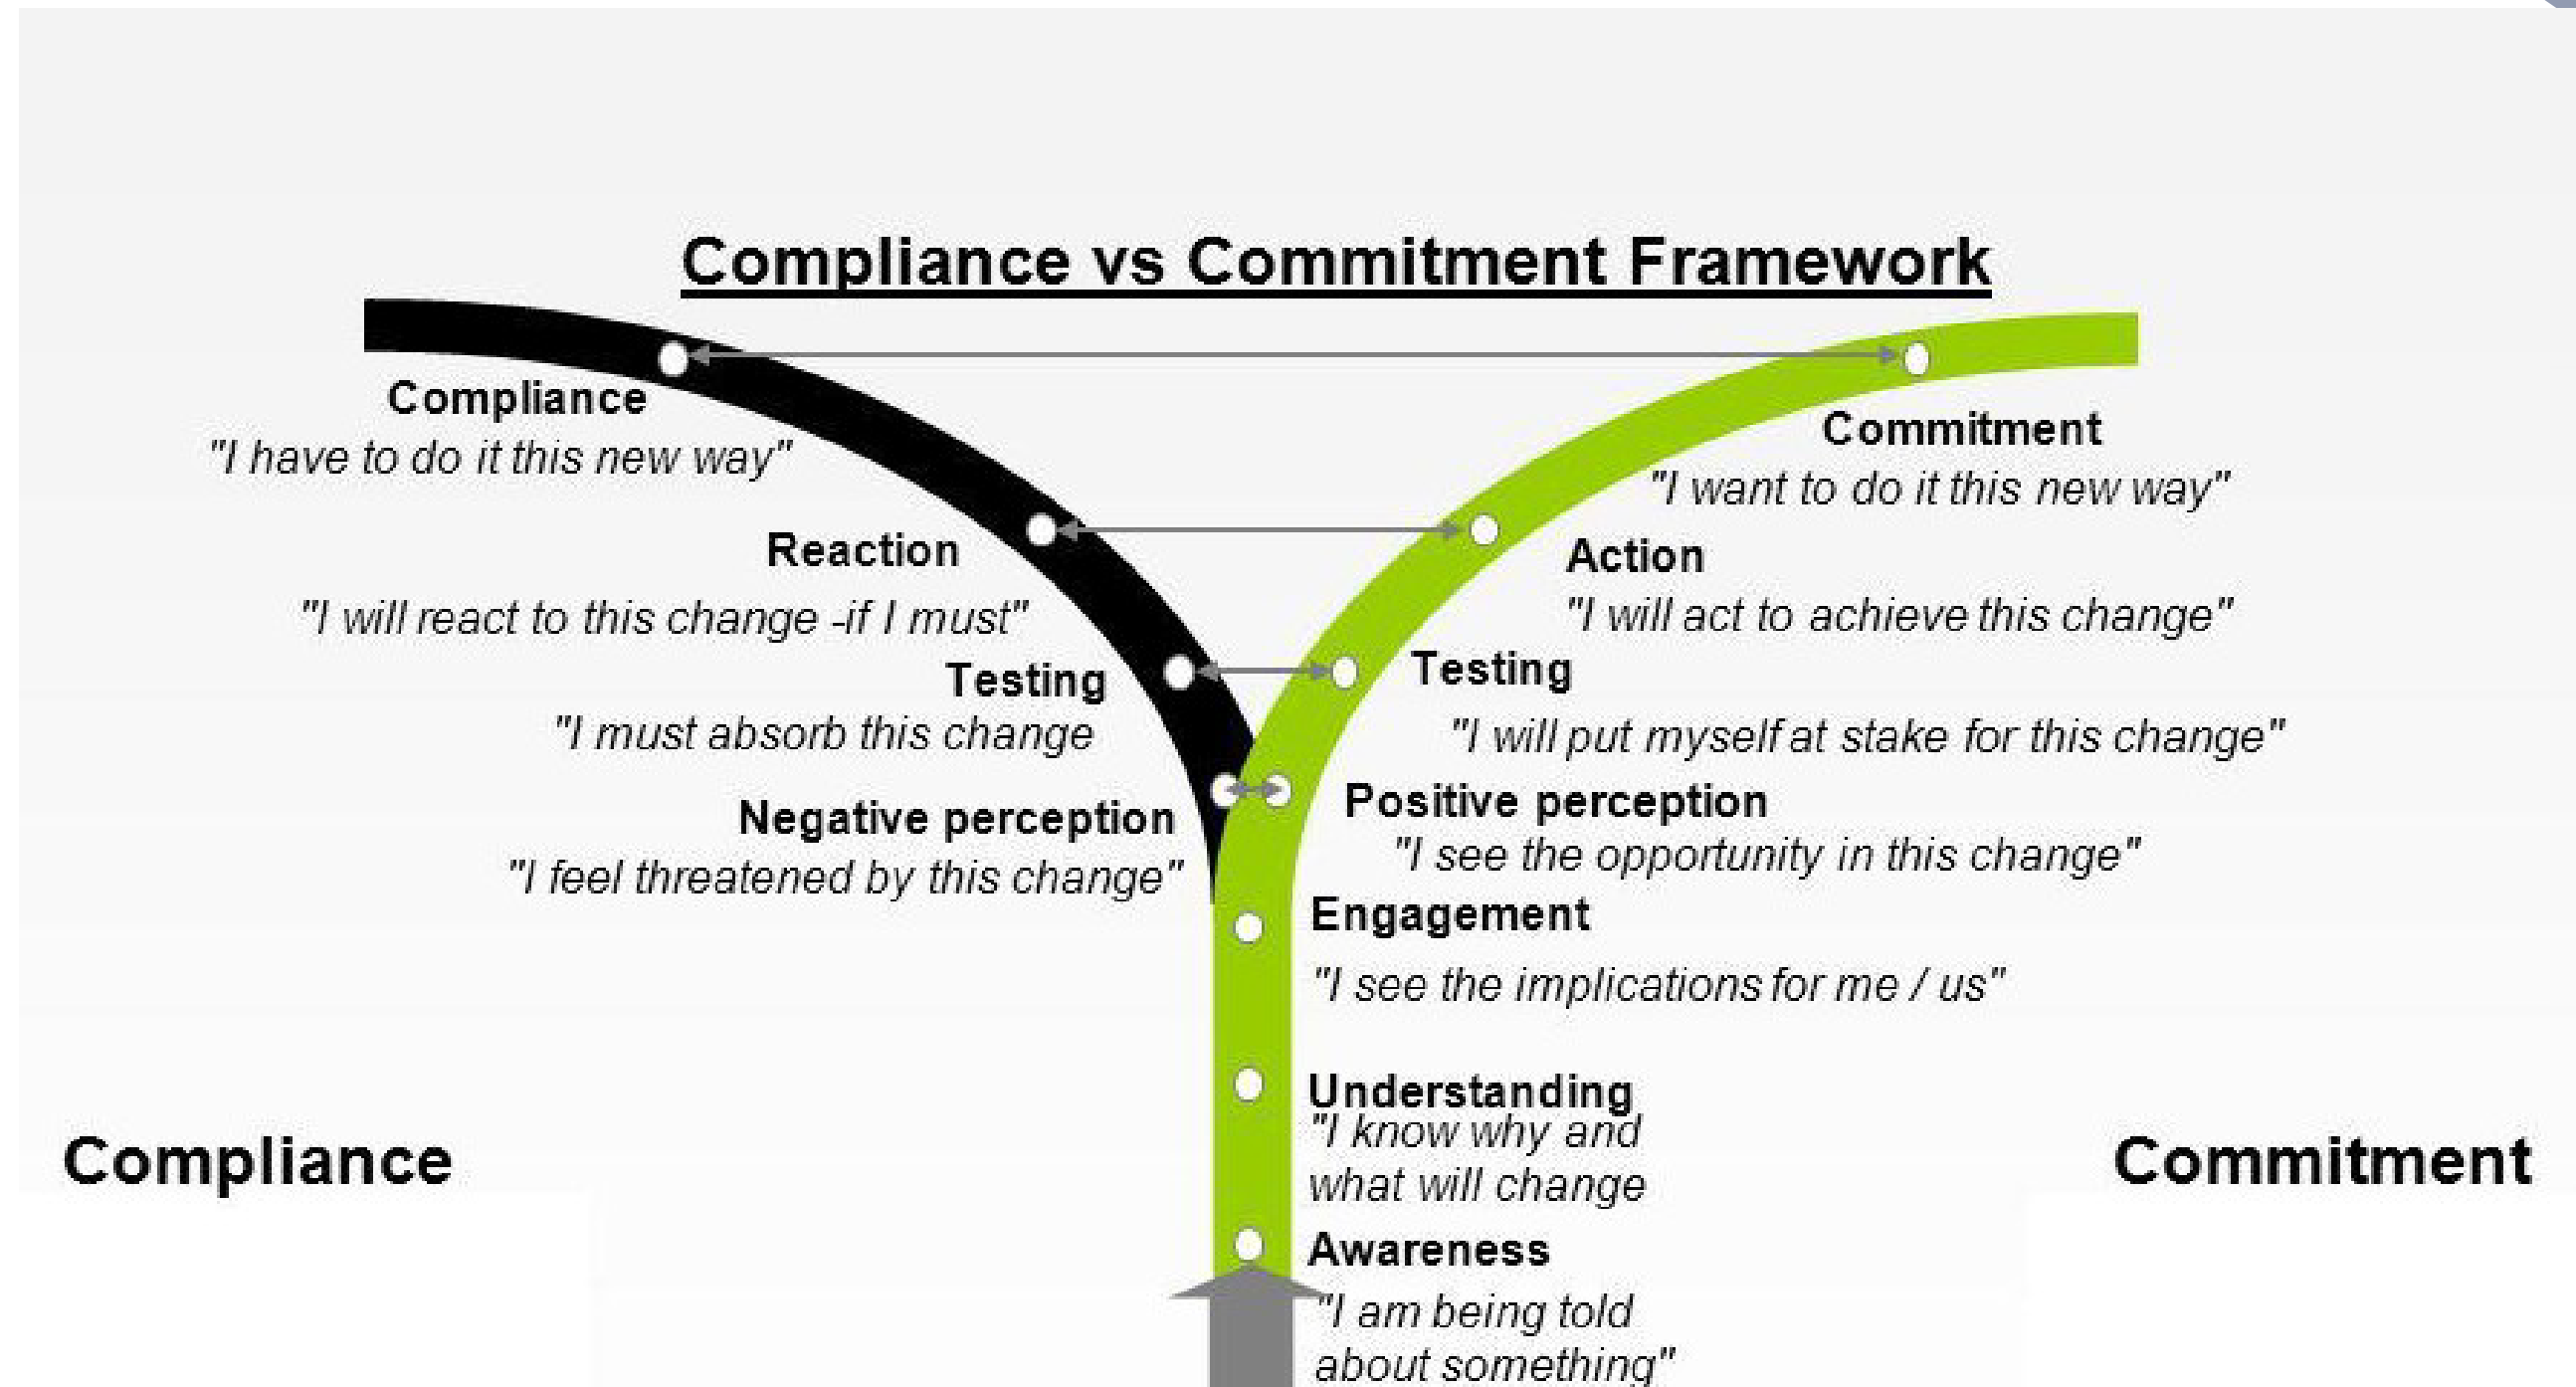 Compliance vs Commitment Framework
Compliance
"I have to do it this new way"
Commitment
"I want to do it this new way"
Reaction
"I will react to this change -if I must"
Action
"I will act to achieve this change"
Testing
"I must absorb this change
Testing
"I will put myself at stake for this change"
Negative perception
"I feel threatened by this change"
Positive perception
"I see the opportunity in this change"
Engagement
"I see the implications for me / us"
Understanding
"I know why and
what will change
Compliance
Commitment
Awareness
"I am being told
about something"